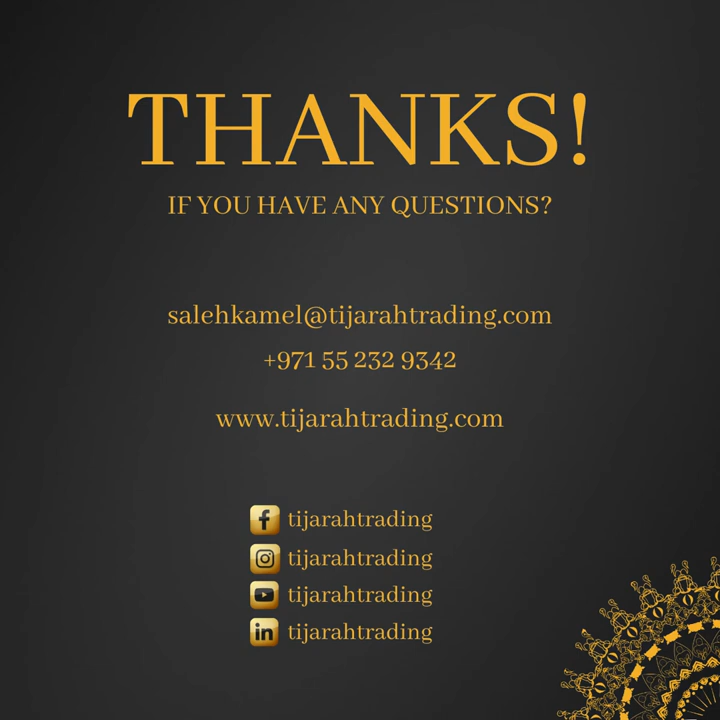 THANKS!
IF YOU HAVE ANY QUESTIONS?
salehkamel@tijarahtrading.com
+971 55 232 9342
www.tijarahtrading.com
tijarahtrading
tijarahtrading
tijarahtrading
tijarahtrading